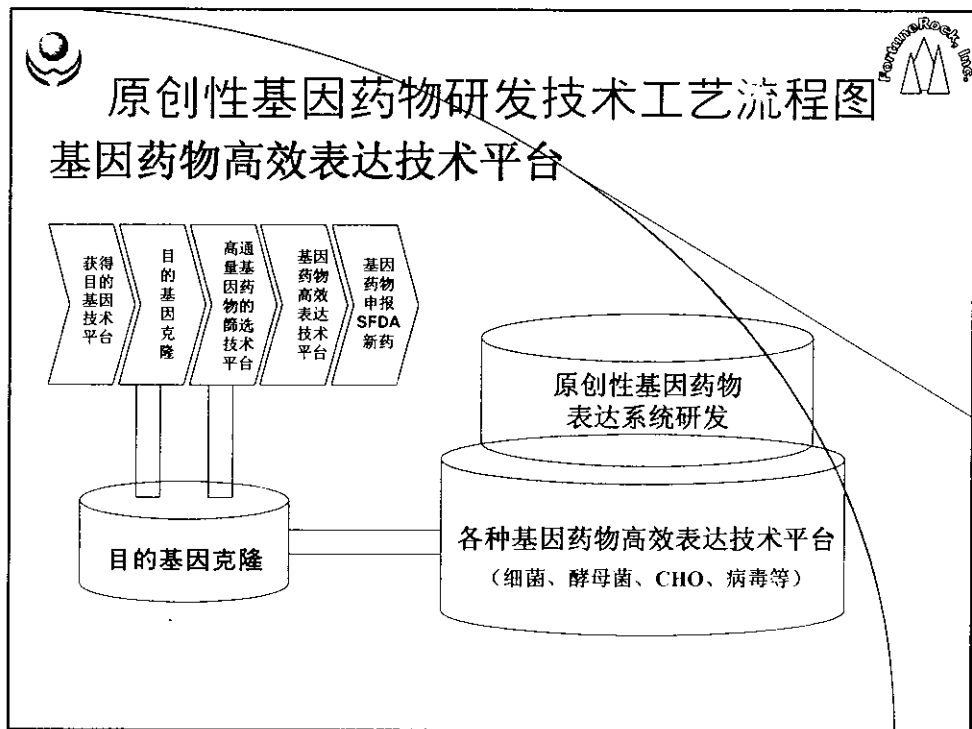 FortuneRock, Inc.
原创性基因药物研发技术工艺流程图
基因药物高效表达技术平台
获得
目的
基因
技术
平台
目
的
基
因
克
隆
高通
量基
因药
物的
筛选
技术
平台
基因
药物
高效
表达
技术
平台
基因
药物
申报
SFDA
新药
原创性基因药物
表达系统研发
目的基因克隆
各种基因药物高效表达技术平台
（细菌、酵母菌、CHO、病毒等）